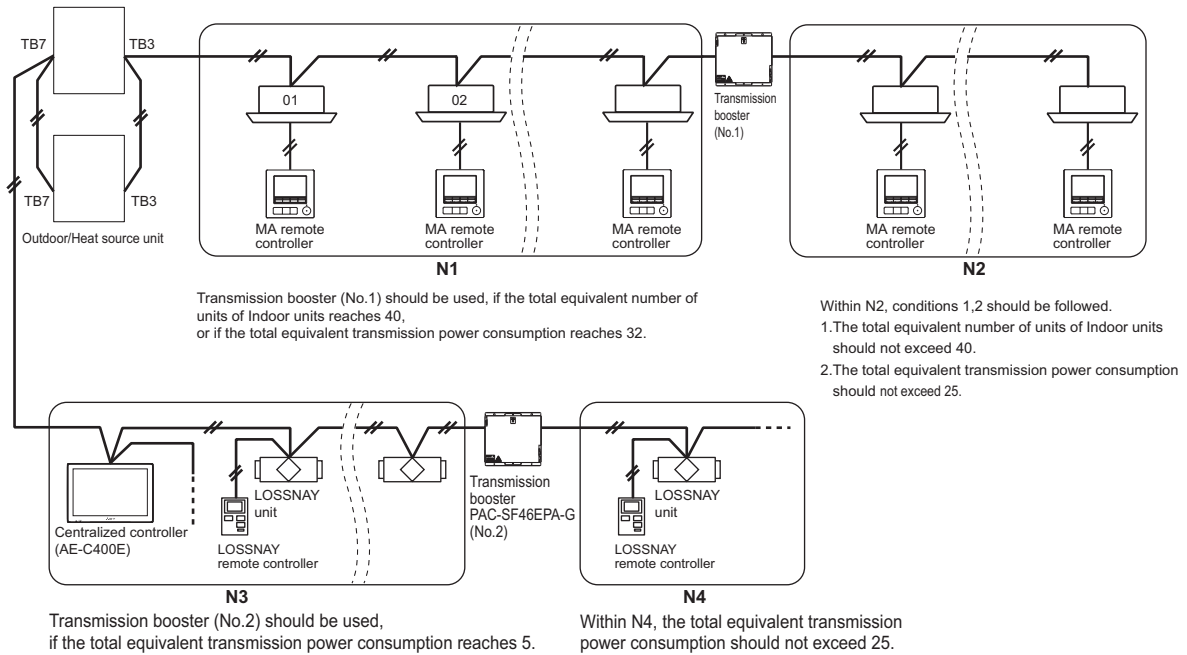 TB7
TB3
01
02
Transmission
booster
(No.1)
TB7
TB3
Outdoor/Heat source unit
MA remote
controller
MA remote
controller
MA remote
controller
MA remote
controller
MA remote
controller
N1
N2
Transmission booster (No.1) should be used, if the total equivalent number of
units of Indoor units reaches 40,
or if the total equivalent transmission power consumption reaches 32.
Within N2, conditions 1,2 should be followed.
1.The total equivalent number of units of Indoor units
should not exceed 40.
2.The total equivalent transmission power consumption
should not exceed 25.
Centralized controller
(AE-C400E)
LOSSNAY
unit
LOSSNAY
remote controller
Transmission
booster
PAC-SF46EPA-G
(No.2)
LOSSNAY
unit
LOSSNAY
remote controller
N3
N4
Transmission booster (No.2) should be used,
if the total equivalent transmission power consumption reaches 5.
Within N4, the total equivalent transmission
power consumption should not exceed 25.